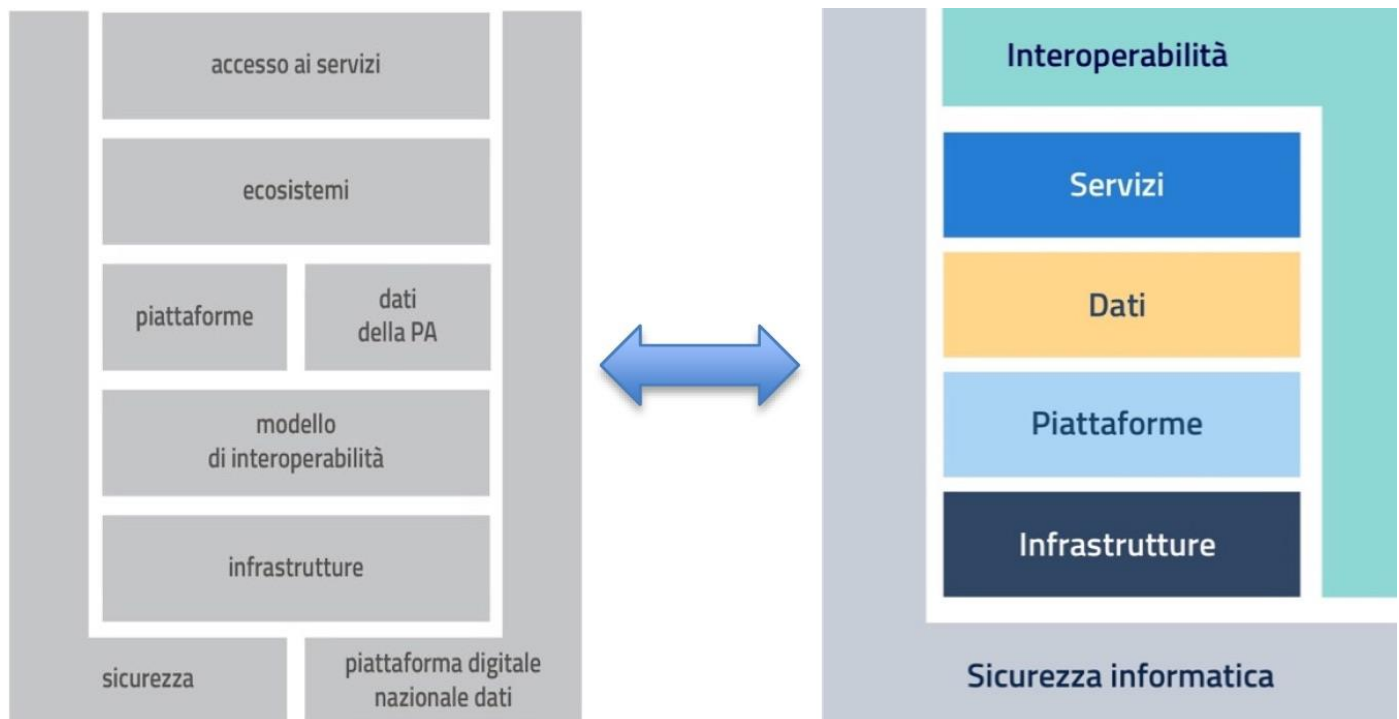 accesso ai servizi
ecosistemi
piattaforme
dati
della PA
modello
di interoperabilità
infrastrutture
sicurezza
piattaforma digitale
nazionale dati
Interoperabilità
Servizi
Dati
Piattaforme
Infrastrutture
Sicurezza informatica